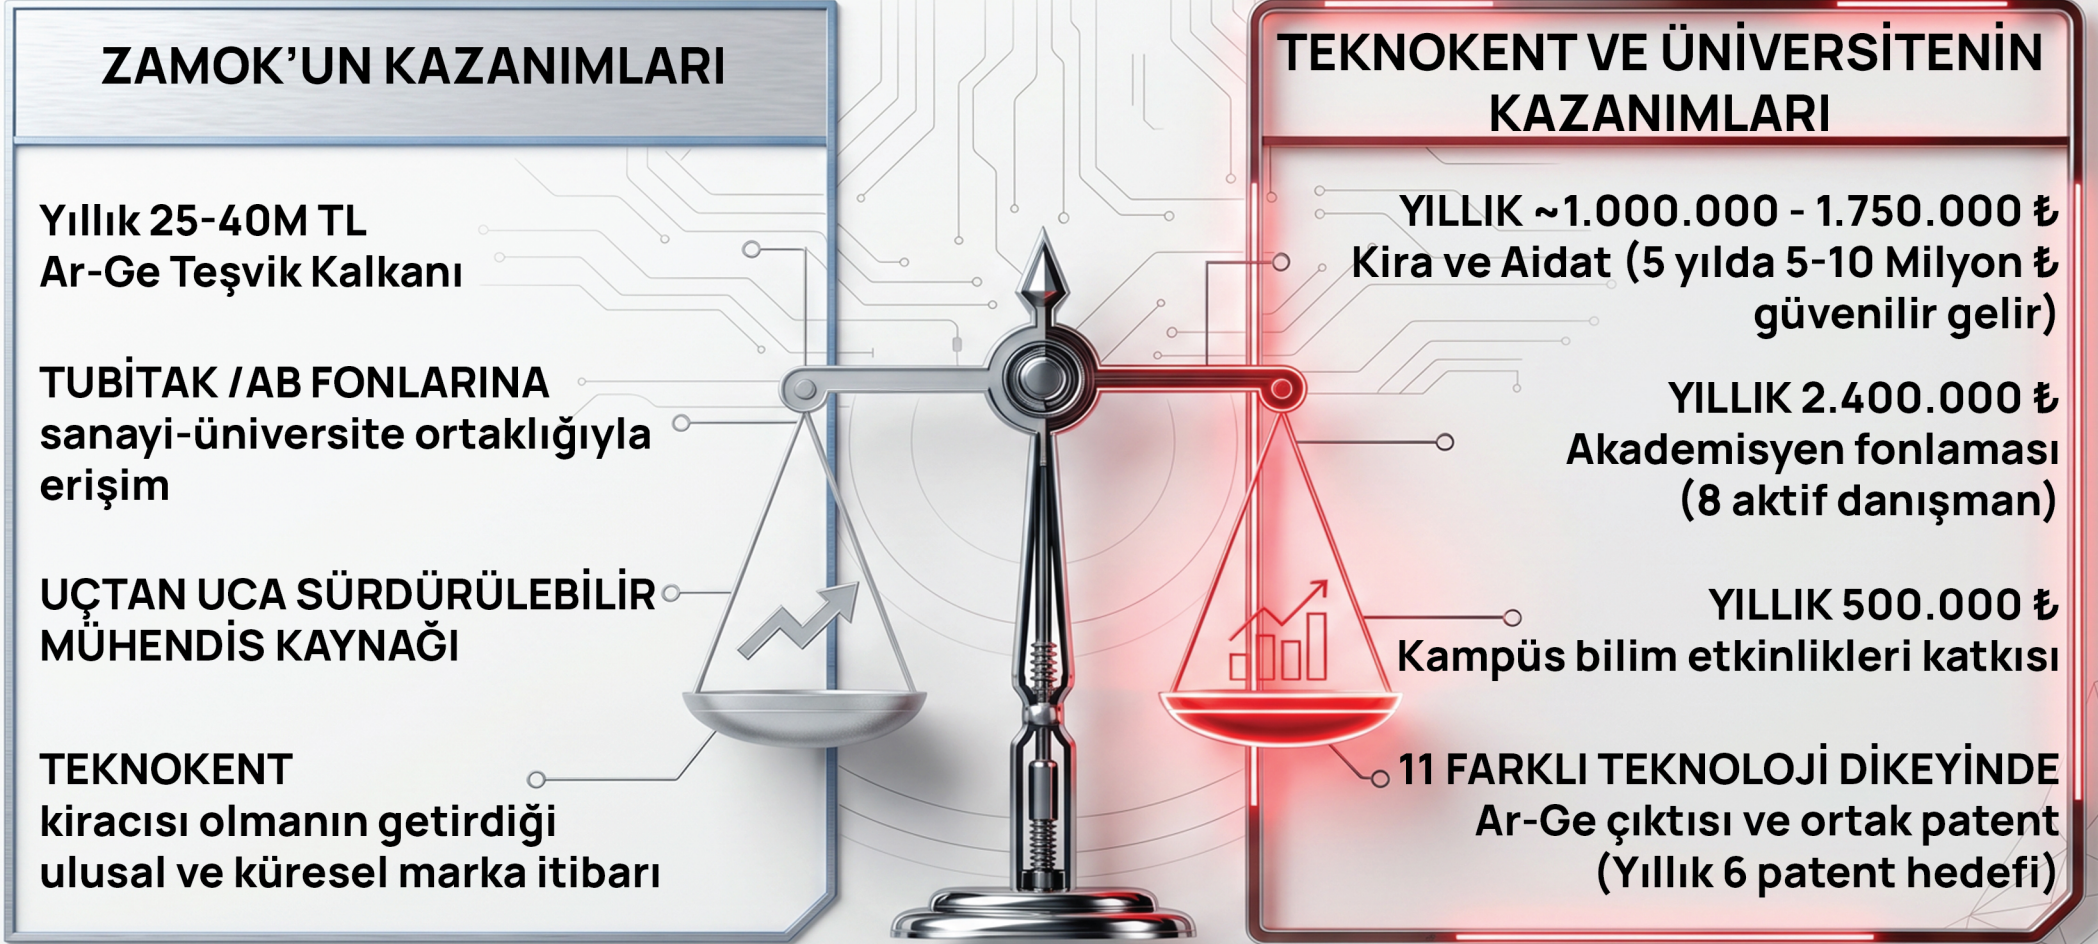 ZAMOK’UN KAZANIMLARI
Yıllık 25-40M TL
Ar-Ge Teşvik Kalkanı
TUBİTAK /AB FONLARINA
sanayi-üniversite ortaklığıyla
erişim
UÇTAN UCA SÜRDÜRÜLEBİLİR
MÜHENDİS KAYNAĞI
TEKNOKENT
kiracısı olmanın getirdiği
ulusal ve küresel marka itibarı
TEKNOKENT VE ÜNİVERSİTENİN
KAZANIMLARI
YILLIK ~1.000.000 - 1.750.000 ₺
Kira ve Aidat (5 yılda 5-10 Milyon ₺
güvenilir gelir)
YILLIK 2.400.000 ₺
Akademisyen fonlaması
(8 aktif danışman)
YILLIK 500.000 ₺
Kampüs bilim etkinlikleri katkısı
11 FARKLI TEKNOLOJİ DİKEYİNDE
Ar-Ge çıktısı ve ortak patent
(Yıllık 6 patent hedefi)